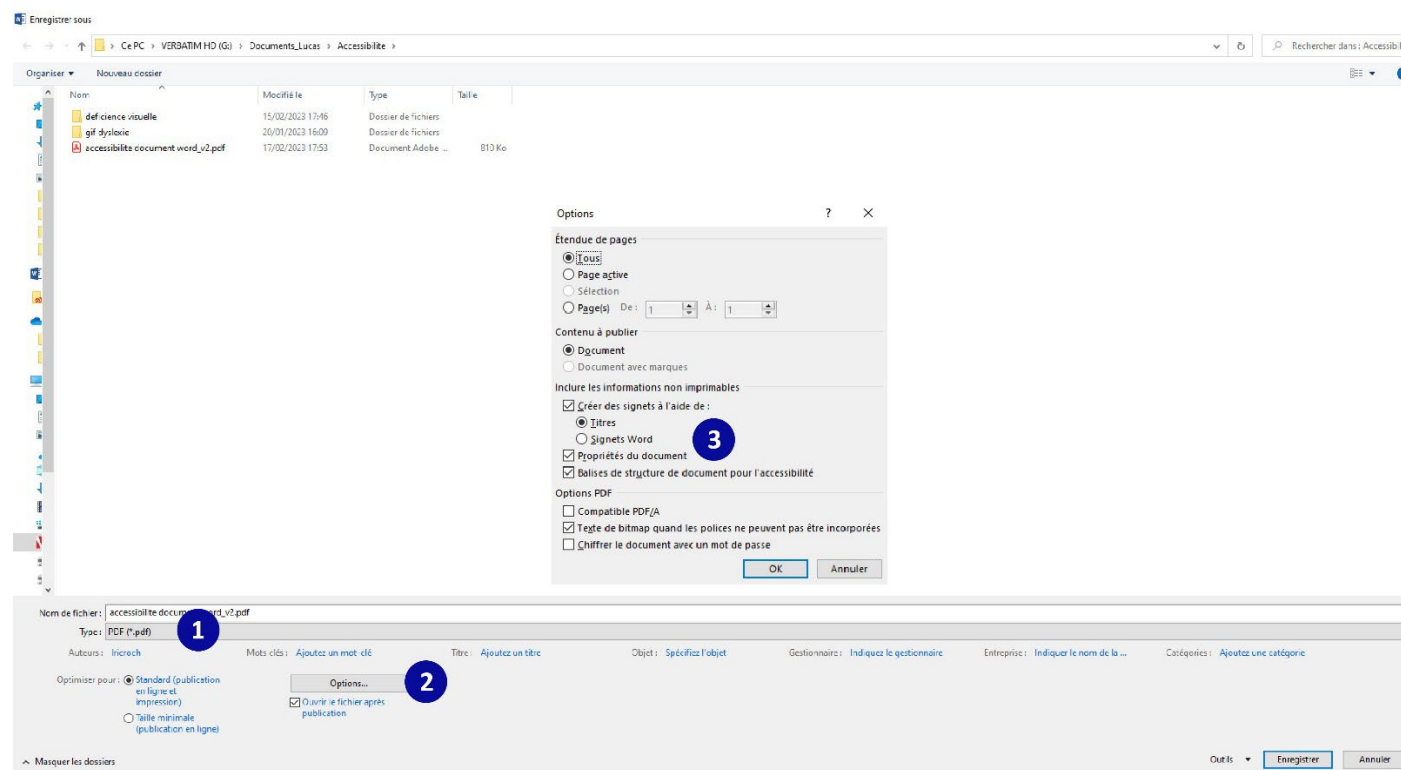 Enregistrer sous
Ce PC > VERBATIM HD (G:) > Documents_Lucas > Accessibilite >
Rechercher dans : Accessibil
Organiser Nouveau dossier
Nom Modifié le Type Taille
deficience visuelle 15/02/2023 17:46 Dossier de fichiers
gif dyslexie 20/01/2023 16:09 Dossier de fichiers
accessibilite document word_v2.pdf 17/02/2023 17:53 Document Adobe ... 810 Ko
Options ? X
Étendue de pages
Tous
Page active
Sélection
Page(s) De : 1 À : 1
Contenu à publier
Document
Document avec marques
Inclure les informations non imprimables
Créer des signets à l'aide de :
Titres
Signets Word
3
Propriétés du document
Balises de structure de document pour l'accessibilité
Options PDF
Compatible PDF/A
Texte de bitmap quand les polices ne peuvent pas être incorporées
Chiffrer le document avec un mot de passe
OK Annuler
Nom de fichier : accessibilite docum rd_v2.pdf
Type : PDF (*.pdf)
1
Auteurs : Mots clés : Ajoutez un mot-clé Titre : Ajoutez un titre Objet : Spécifiez l'objet Gestionnaire : Indiquez le gestionnaire Entreprise : Indiquer le nom de la ... Catégories : Ajoutez une catégorie
Optimiser pour : Standard (publication
en ligne et
impression)
Taille minimale
(publication en ligne)
Options...
2
Ouvrir le fichier après
publication
Masquer les dossiers
Outils Enregistrer Annuler